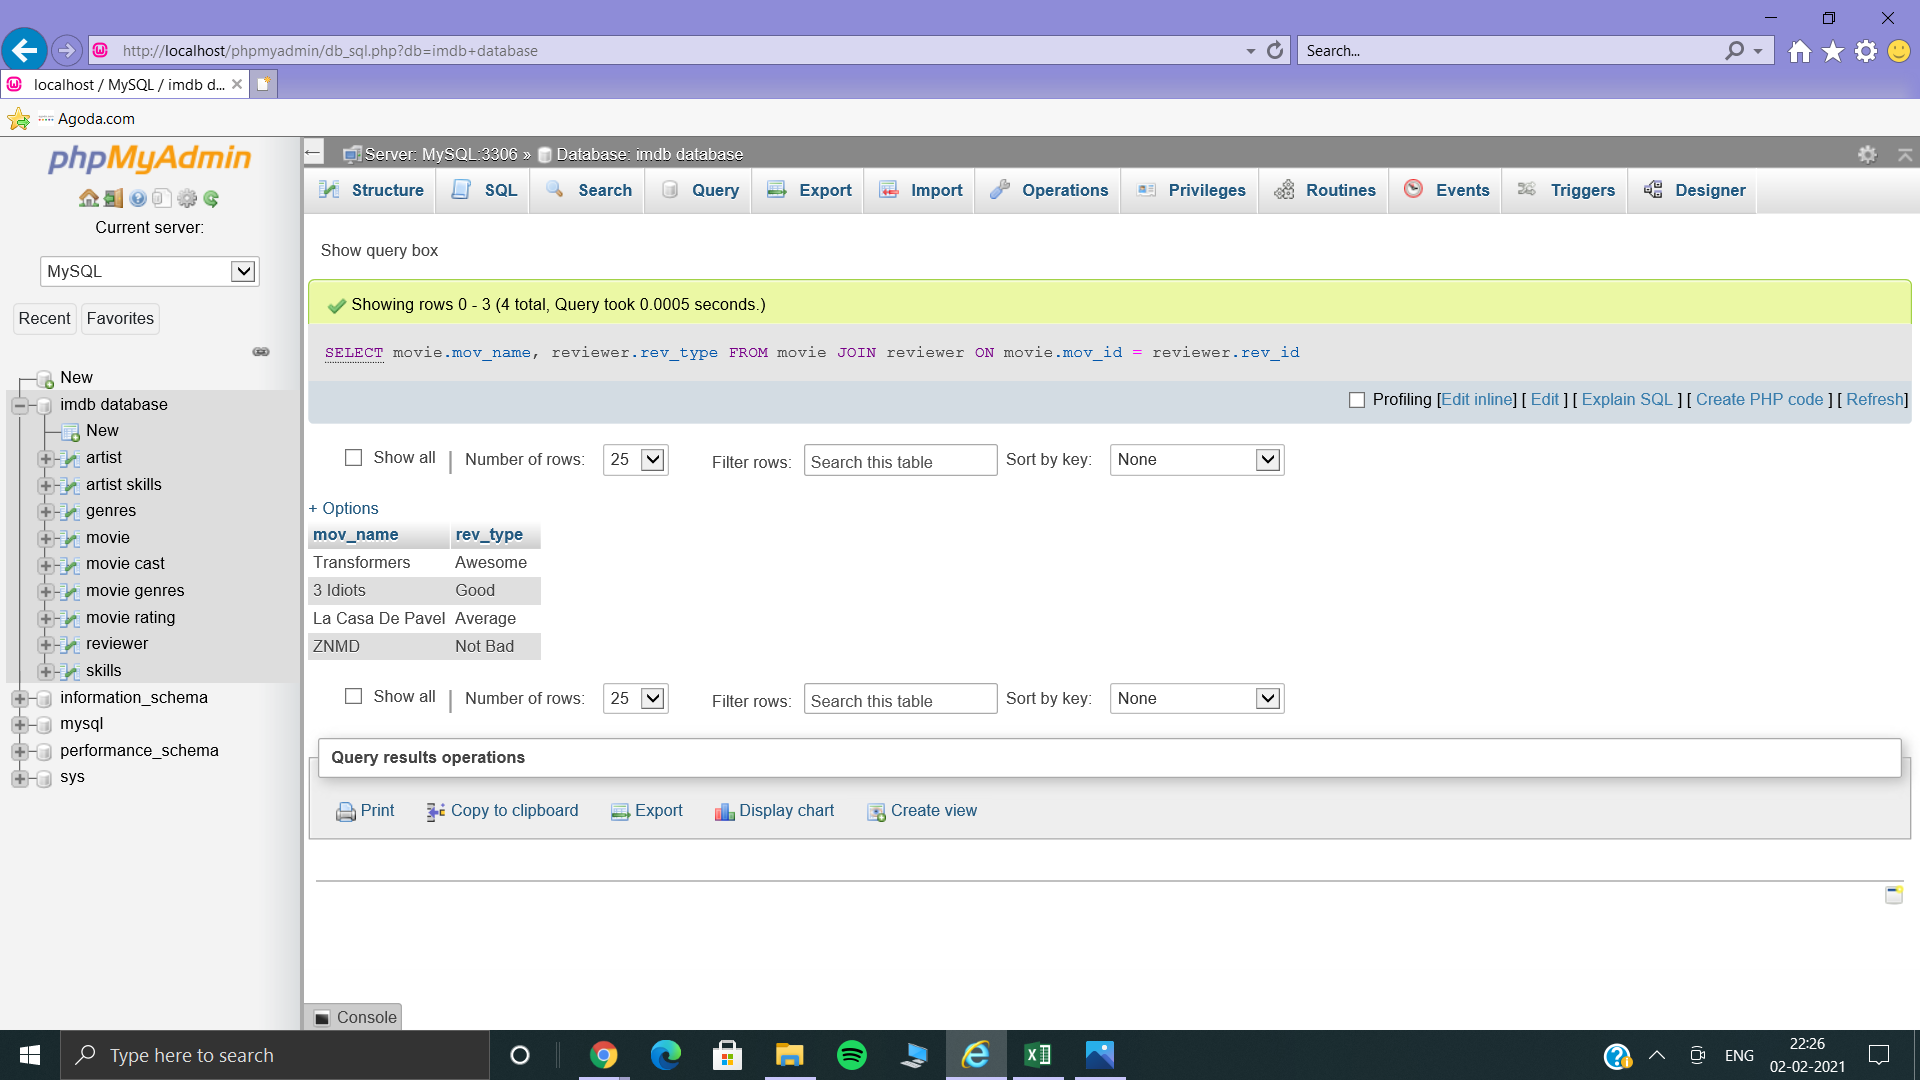 http://localhost/phpmyadmin/db_sql.php?db=imdb+database
Search...
localhost / MySQL / imdb d...
Agoda.com
phpMyAdmin
Current server:
MySQL
Recent
Favorites
New
imdb database
New
artist
artist skills
genres
movie
movie cast
movie genres
movie rating
reviewer
skills
information_schema
mysql
performance_schema
sys
Server: MySQL:3306 » Database: imdb database
Structure SQL Search Query Export Import Operations Privileges Routines Events Triggers Designer
Show query box
Showing rows 0 - 3 (4 total, Query took 0.0005 seconds.)
SELECT movie.mov_name, reviewer.rev_type FROM movie JOIN reviewer ON movie.mov_id = reviewer.rev_id
Profiling [Edit inline] [ Edit ] [ Explain SQL ] [ Create PHP code ] [ Refresh]
Show all | Number of rows: 25 Filter rows: Search this table Sort by key: None
+ Options
mov_name rev_type
Transformers Awesome
3 Idiots Good
La Casa De Pavel Average
ZNMD Not Bad
Show all | Number of rows: 25 Filter rows: Search this table Sort by key: None
Query results operations
Print Copy to clipboard Export Display chart Create view
Console
Type here to search
ENG
22:26
02-02-2021